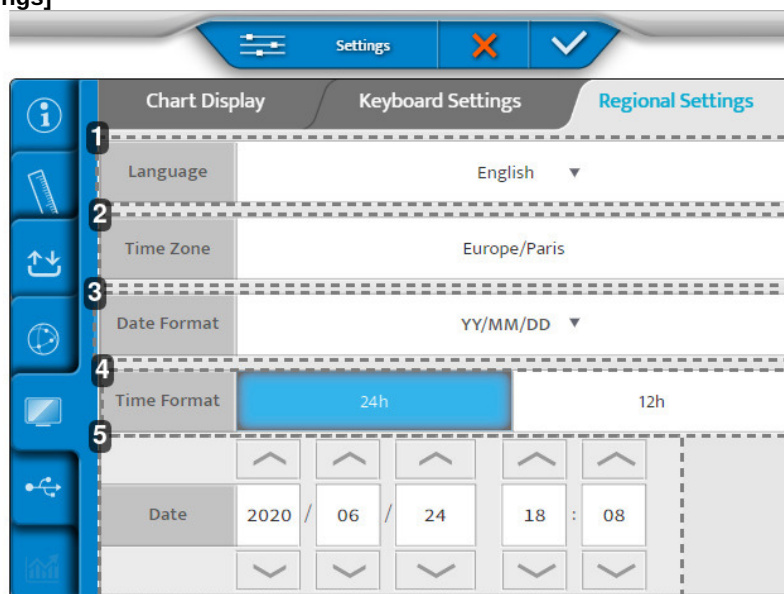 ngs]
Settings
Chart Display Keyboard Settings Regional Settings
1
Language English
2
Time Zone Europe/Paris
3
Date Format YY/MM/DD
4
Time Format 24h 12h
5
Date 2020 / 06 / 24 18 : 08